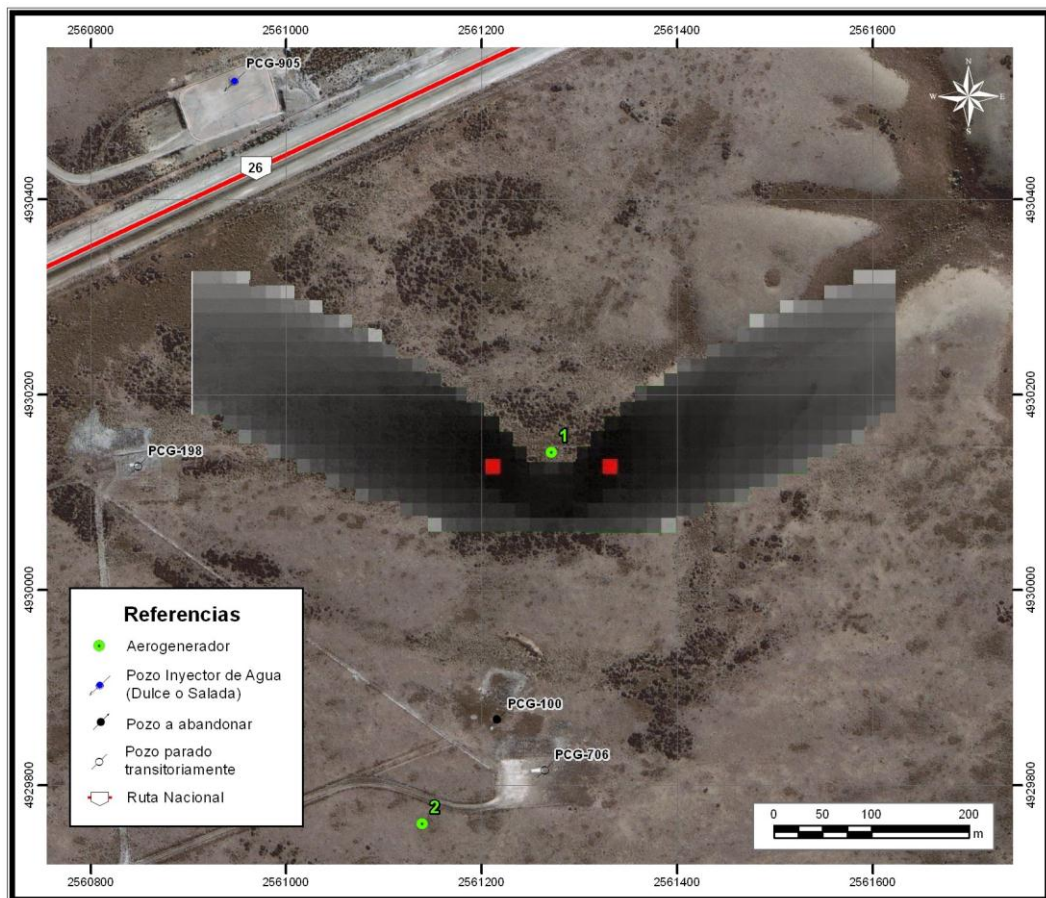 2560800
2561000
2561200
2561400
2561600
PCG-905
N
W E
S
26
4930400
4930400
4930200
4930200
1
PCG-198
4930000
4930000
Referencias
Aerogenerador
Pozo Inyector de Agua
(Dulce o Salada)
Pozo a abandonar
Pozo parado
transitoriamente
Ruta Nacional
PCG-100
PCG-706
4929800
4929800
2
0 50 100 200
m
2560800
2561000
2561200
2561400
2561600